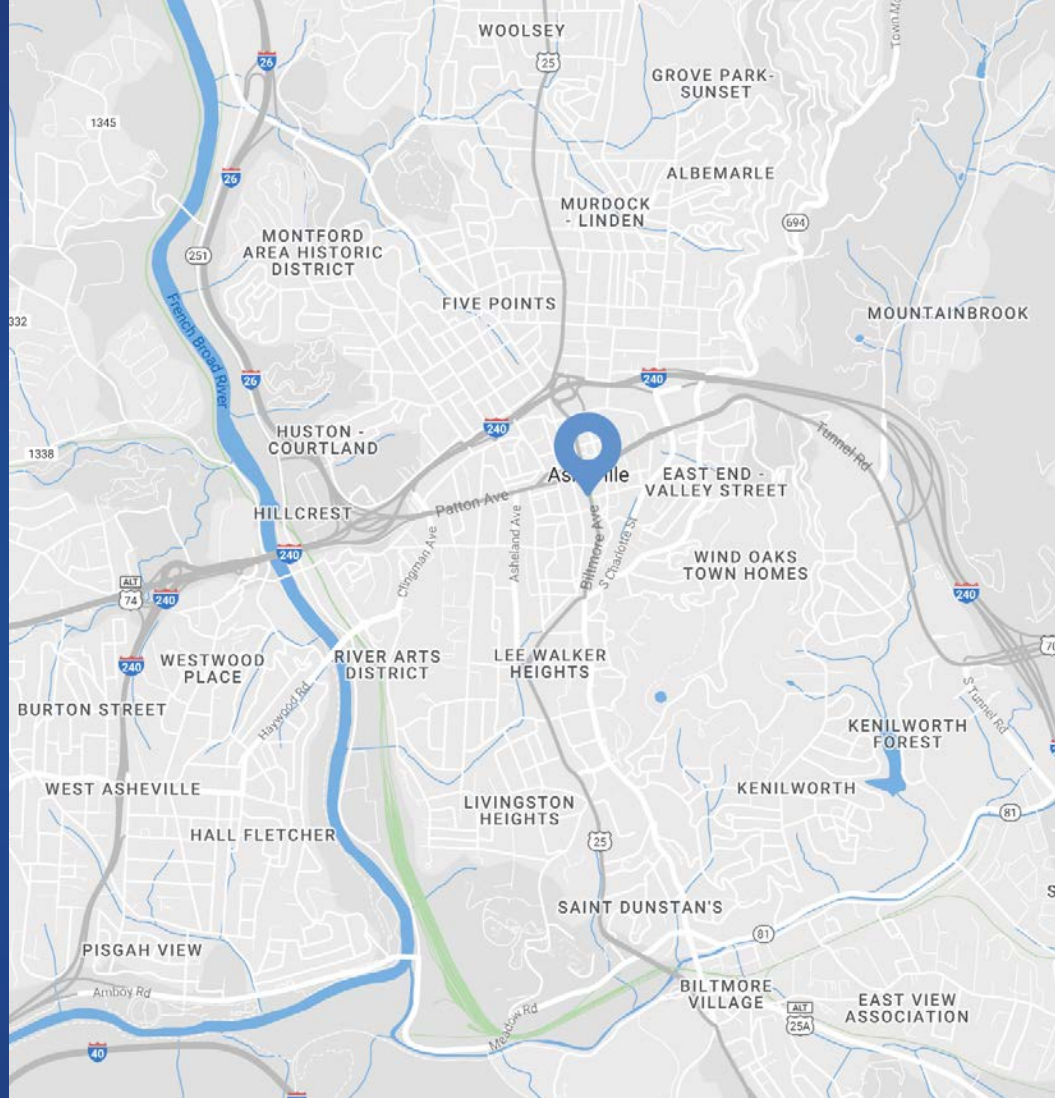 WOOLSEY
26
25
GROVE PARK-
SUNSET
Town Mo
1345
ALBEMARLE
26
MURDOCK
- LINDEN
694
MONTFORD
AREA HISTORIC
DISTRICT
251
FIVE POINTS
MOUNTAINBROOK
332
French Broad River
26
240
240
HUSTON -
COURTLAND
Tunnel Rd
1338
EAST END -
VALLEY STREET
Patton Ave
HILLCREST
Biltmore Ave
S Charlotte St
Asheland Ave
Clingman Ave
240
WIND OAKS
TOWN HOMES
ALT
74
240
240
70
240
WESTWOOD
PLACE
RIVER ARTS
DISTRICT
LEE WALKER
HEIGHTS
Haywood Rd
S Tunnel Rd
BURTON STREET
KENILWORTH
FOREST
WEST ASHEVILLE
KENILWORTH
LIVINGSTON
HEIGHTS
81
HALL FLETCHER
25
SAINT DUNSTAN'S
81
PISGAH VIEW
Amboy Rd
BILTMORE
VILLAGE
EAST VIEW
ASSOCIATION
Meadow Rd
ALT
25A
40